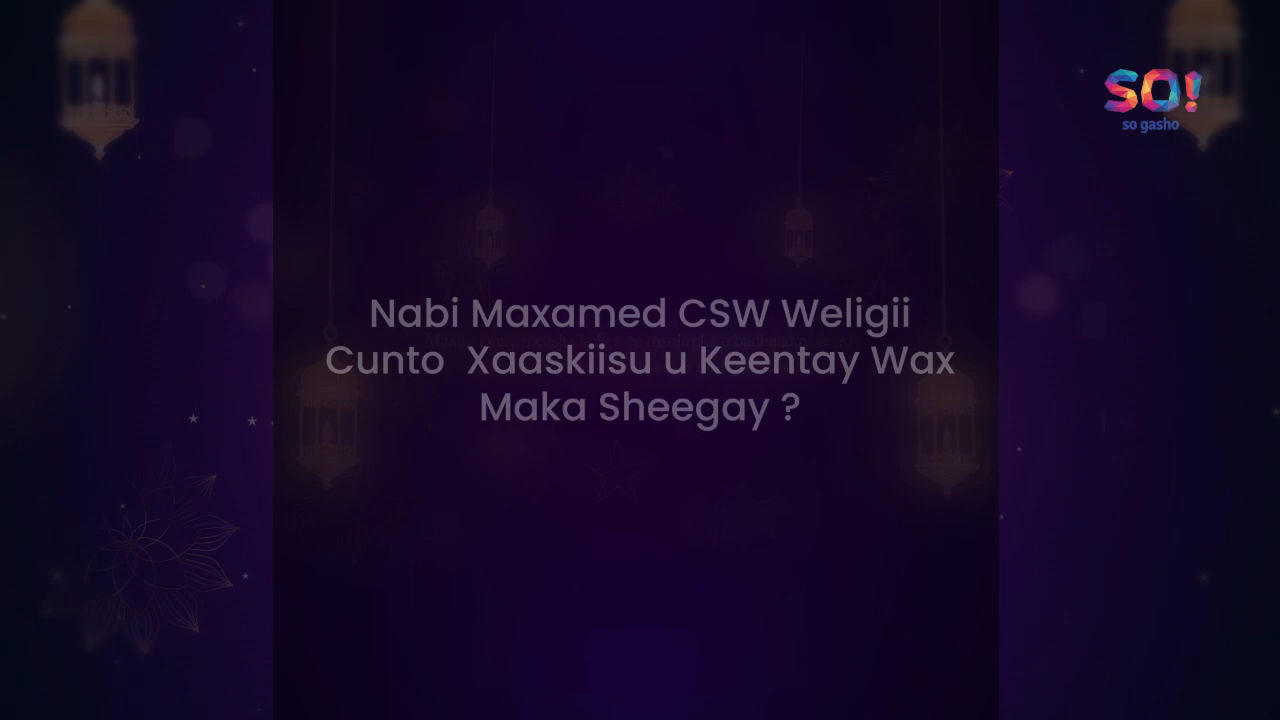 SO!
so gasho
Nabi Maxamed CSW Weligii
Cunto  Xaaskiisu u Keentay Wax
Maka Sheegay ?